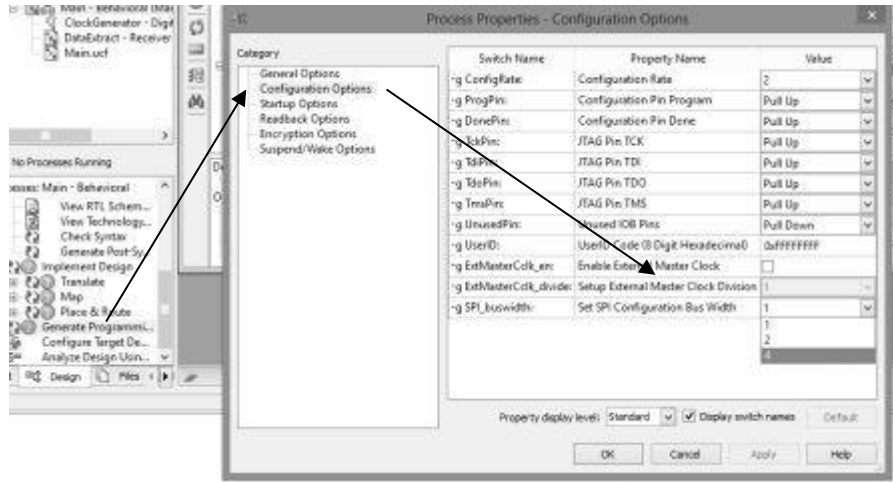 Main - Behavioral (Mai
ClockGenerator - Digit
DataExtract - Receiver
Main.ucf
No Processes Running
esses: Main - Behavioral
View RTL Schem...
View Technology...
Check Syntax
Generate Post-Sy...
Implement Design
Translate
Map
Place & Route
Generate Programmi...
Configure Target De...
Analyze Design Usin...
Design
Files
Process Properties - Configuration Options
Category
General Options
Configuration Options
Startup Options
Readback Options
Encryption Options
Suspend/Wake Options
Switch Name Property Name Value
-g ConfigRate: Configuration Rate 2
-g ProgPin: Configuration Pin Program Pull Up
-g DonePin: Configuration Pin Done Pull Up
-g TckPin: JTAG Pin TCK Pull Up
-g TdiPin: JTAG Pin TDI Pull Up
-g TdoPin: JTAG Pin TDO Pull Up
-g TmsPin: JTAG Pin TMS Pull Up
-g UnusedPin: Unused IOB Pins Pull Down
-g UserID: UserID Code (8 Digit Hexadecimal) 0xFFFFFFFF
-g ExtMasterCclk_en: Enable External Master Clock
-g ExtMasterCclk_divide: Setup External Master Clock Division 1
-g SPI_buswidth: Set SPI Configuration Bus Width 1
1
2
4
Property display level: Standard Display switch names Default
OK Cancel Apply Help